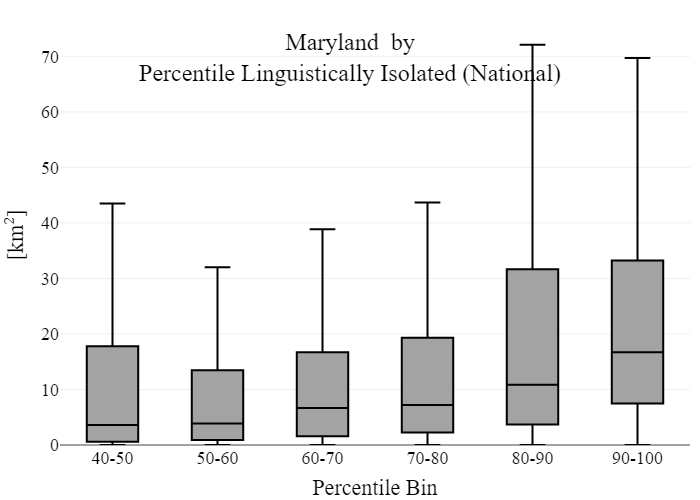 Maryland by
Percentile Linguistically Isolated (National)
70
60
50
40
30
20
10
0
[km²]
40-50 50-60 60-70 70-80 80-90 90-100
Percentile Bin